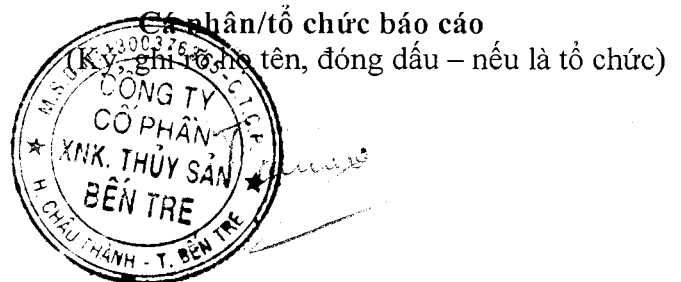 Cá nhân/tổ chức báo cáo
(Ký, ghi rõ họ tên, đóng dấu – nếu là tổ chức)
CÔNG TY
CỔ PHẦN
XNK. THỦY SẢN
BẾN TRE
H. CHÂU THÀNH - T. BẾN TRE